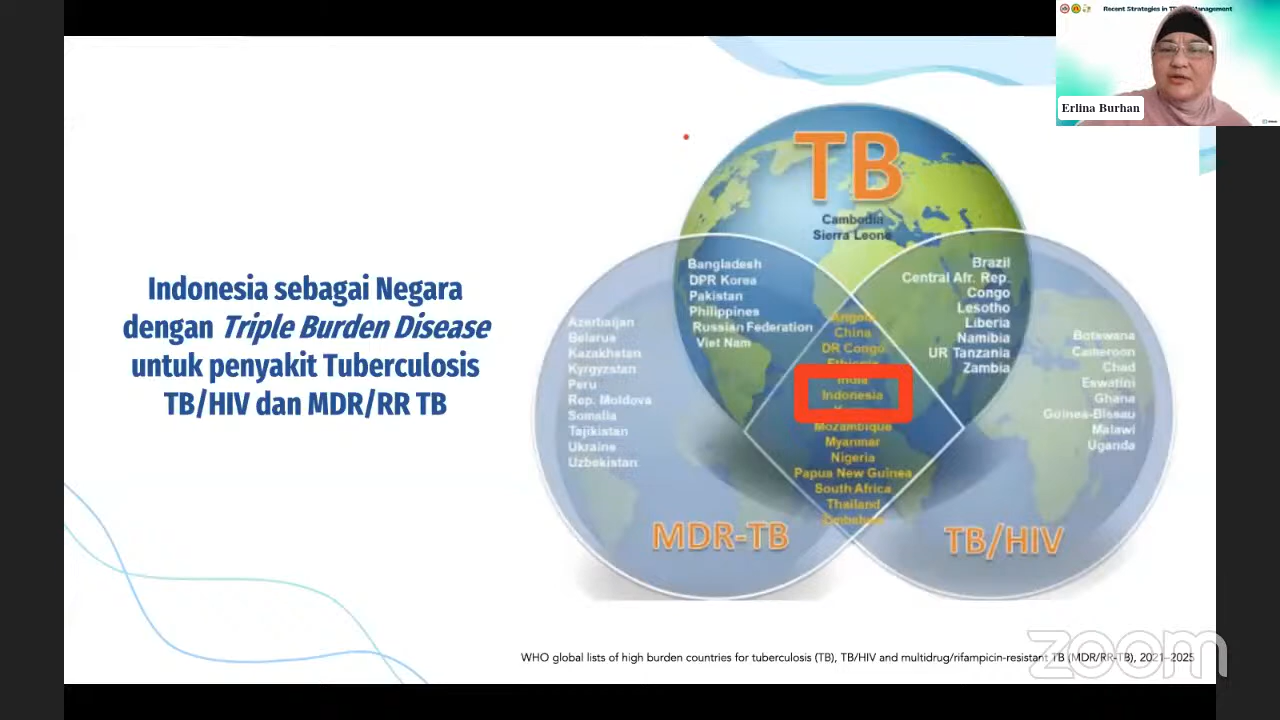 Recent Strategies in TB Management
Erlina Burhan
Indonesia sebagai Negara
dengan Triple Burden Disease
untuk penyakit Tuberculosis
TB/HIV dan MDR/RR TB
TB
Cambodia
Sierra Leone
Bangladesh
DPR Korea
Pakistan
Philippines
Russian Federation
Viet Nam
Brazil
Central Afr. Rep.
Congo
Lesotho
Liberia
Namibia
UR Tanzania
Zambia
Azerbaijan
Belarus
Kazakhstan
Kyrgyzstan
Peru
Rep. Moldova
Somalia
Tajikistan
Ukraine
Uzbekistan
Angola
China
DR Congo
Ethiopia
India
Indonesia
Mozambique
Myanmar
Nigeria
Papua New Guinea
South Africa
Thailand
Zimbabwe
Botswana
Cameroon
Chad
Eswatini
Ghana
Guinea-Bissau
Malawi
Uganda
MDR-TB
TB/HIV
WHO global lists of high burden countries for tuberculosis (TB), TB/HIV and multidrug/rifampicin-resistant TB (MDR/RR-TB), 2021–2025
zoom